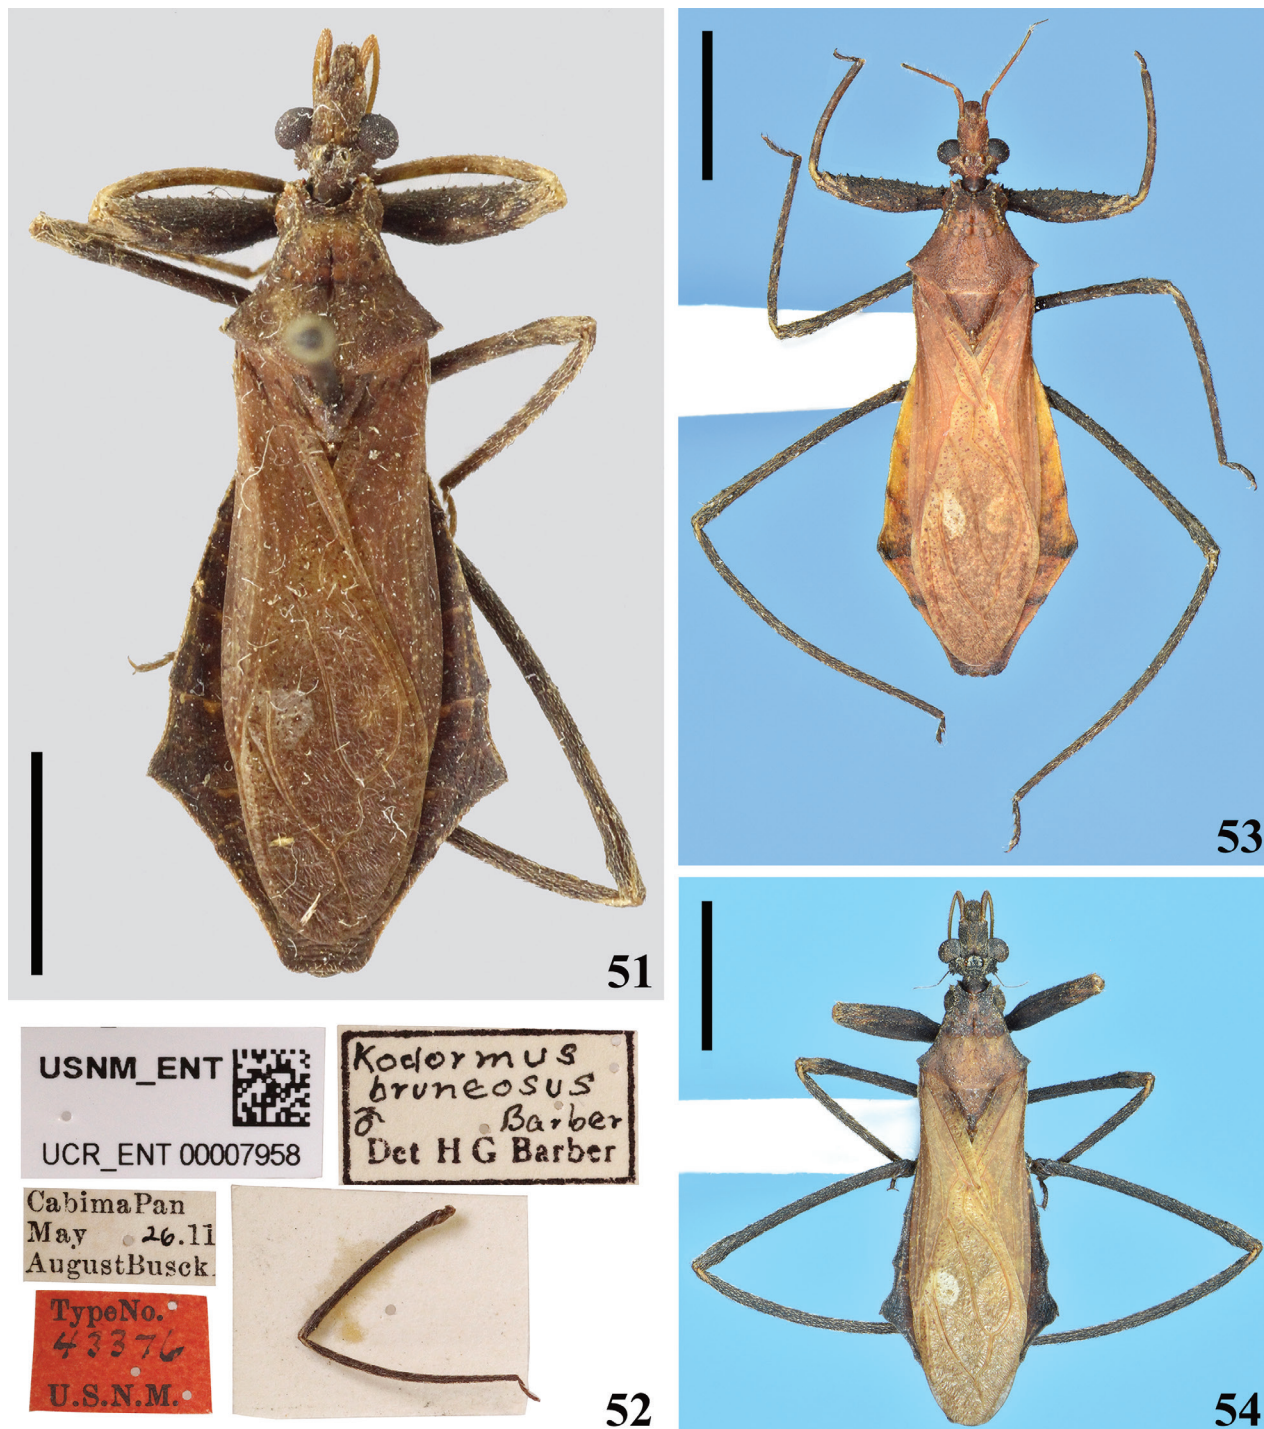 51
53
USNM_ENT
UCR_ENT 00007958
Kodormus
bruneosus
♂ Barber
Det H G Barber
CabimaPan
May 26.11
AugustBusck
TypeNo.
43376
U.S.N.M.
52
54